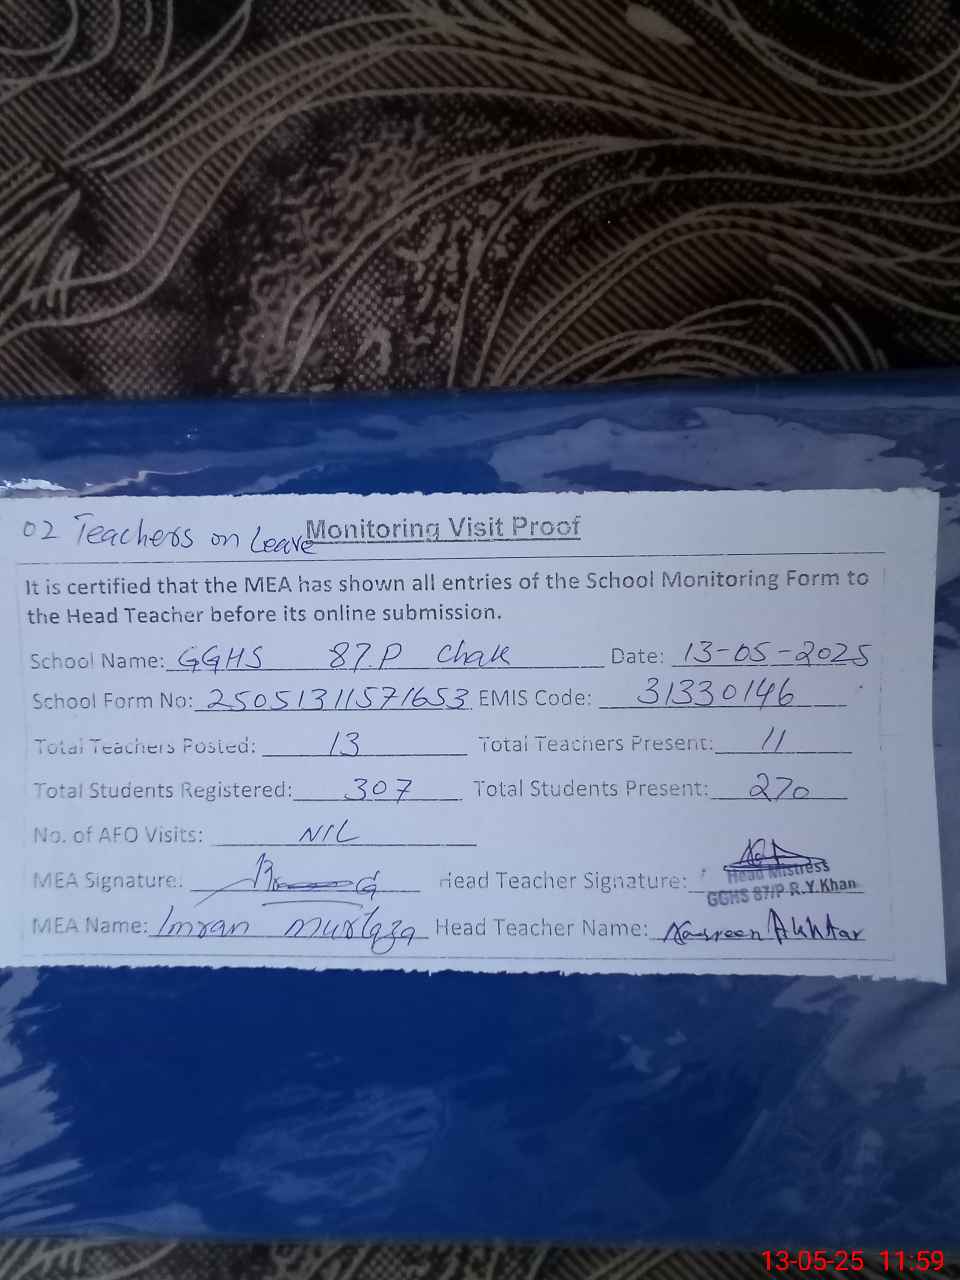 02 Teachers on Leave
Monitoring Visit Proof
It is certified that the MEA has shown all entries of the School Monitoring Form to
the Head Teacher before its online submission.
School Name: GGHS 87.P Chak Date: 13-05-2025
School Form No: 25051311571653 EMIS Code: 31330146
Total Teachers Posted: 13 Total Teachers Present: 11
Total Students Registered: 307 Total Students Present: 270
No. of AFO Visits: NIL
MEA Signature: Head Teacher Signature:
Head Mistress
GGHS 87/P R.Y.Khan
MEA Name: Imran Murtaza Head Teacher Name: Nasreen Akhtar
13-05-25 11:59